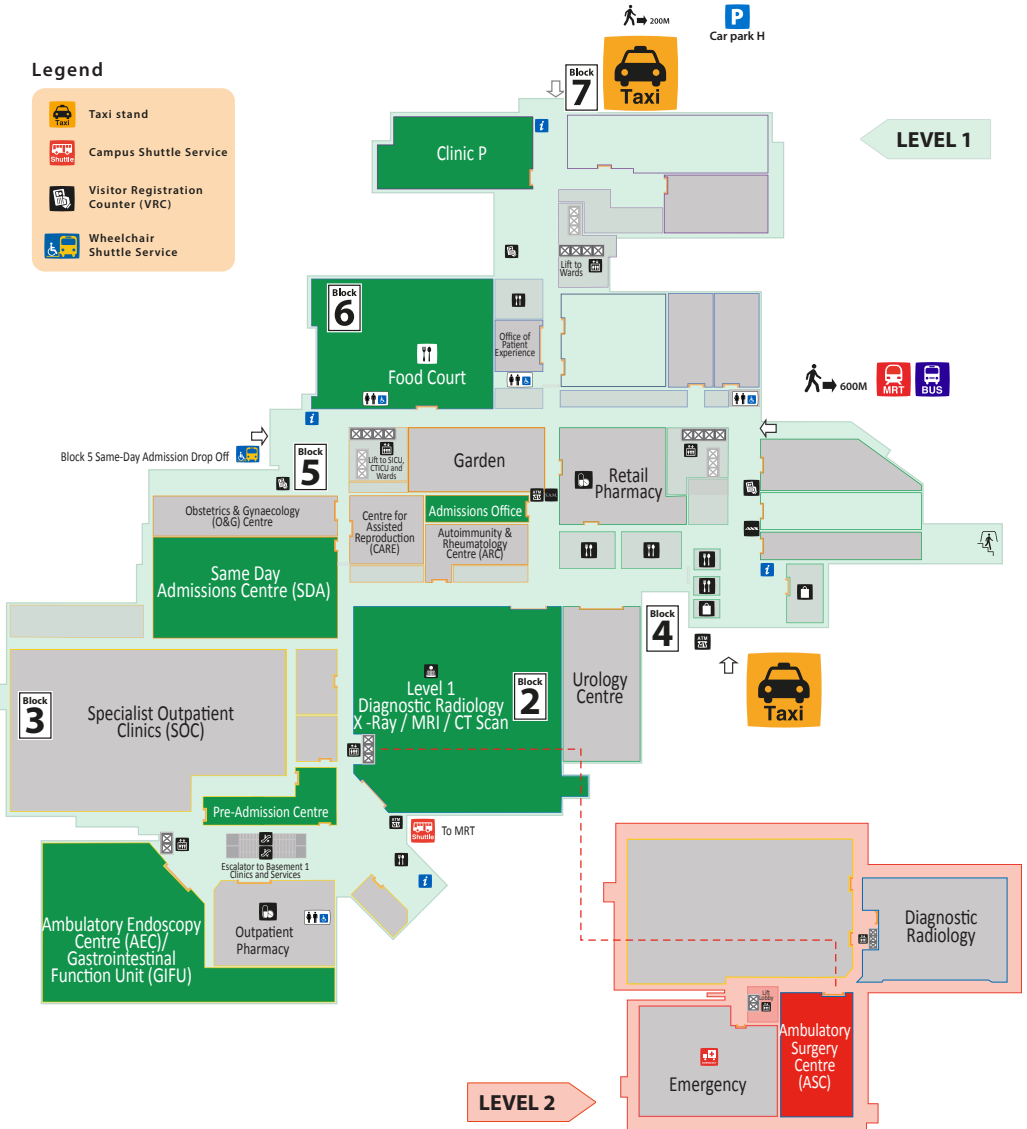 200M
P
Car park H
Block
7
Taxi
Legend
Taxi
Taxi stand
Shuttle
Campus Shuttle Service
Visitor Registration
Counter (VRC)
Wheelchair
Shuttle Service
LEVEL 1
i
Clinic P
Lift to
Wards
Block
6
Food Court
Office of
Patient
Experience
600M
MRT
BUS
i
Block 5 Same-Day Admission Drop Off
Block
5
Lift to SICU,
CTICU and
Wards
Garden
Retail
Pharmacy
ATM
Obstetrics & Gynaecology
(O&G) Centre
Centre for
Assisted
Reproduction
(CARE)
Admissions Office
Autoimmunity &
Rheumatology
Centre (ARC)
Same Day
Admissions Centre (SDA)
i
Block
4
ATM
Taxi
Block
3
Specialist Outpatient
Clinics (SOC)
Level 1
Diagnostic Radiology
X -Ray / MRI / CT Scan
Block
2
Urology
Centre
Pre-Admission Centre
ATM
Shuttle
To MRT
Escalator to Basement 1
Clinics and Services
i
Ambulatory Endoscopy
Centre (AEC)/
Gastrointestinal
Function Unit (GIFU)
Outpatient
Pharmacy
Diagnostic
Radiology
Lift
Lobby
Emergency
Ambulatory
Surgery
Centre
(ASC)
LEVEL 2